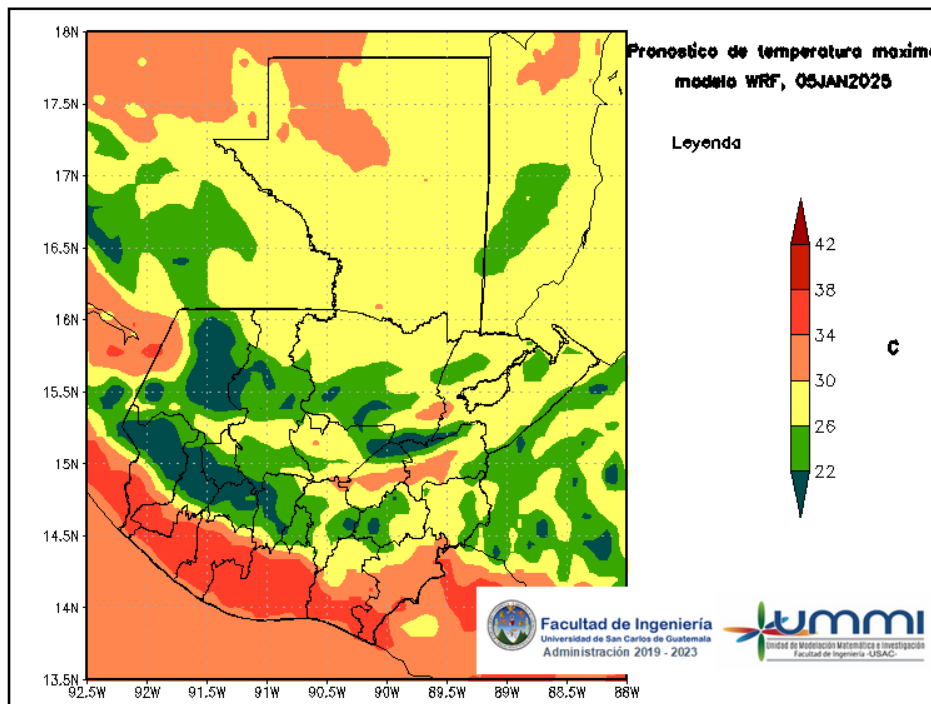 Pronostico de temperatura maxim
modelo WRF, 05JAN2025
Leyenda
18N
17.5N
17N
16.5N
16N
15.5N
15N
14.5N
14N
13.5N
92.5W
92W
91.5W
91W
90.5W
90W
89.5W
89W
88.5W
88W
42
38
34
30
26
22
C
Facultad de Ingeniería
Universidad de San Carlos de Guatemala
Administración 2019 - 2023
ummi
Unidad de Modelación Matemática e Investigación
Facultad de Ingeniería -USAC-